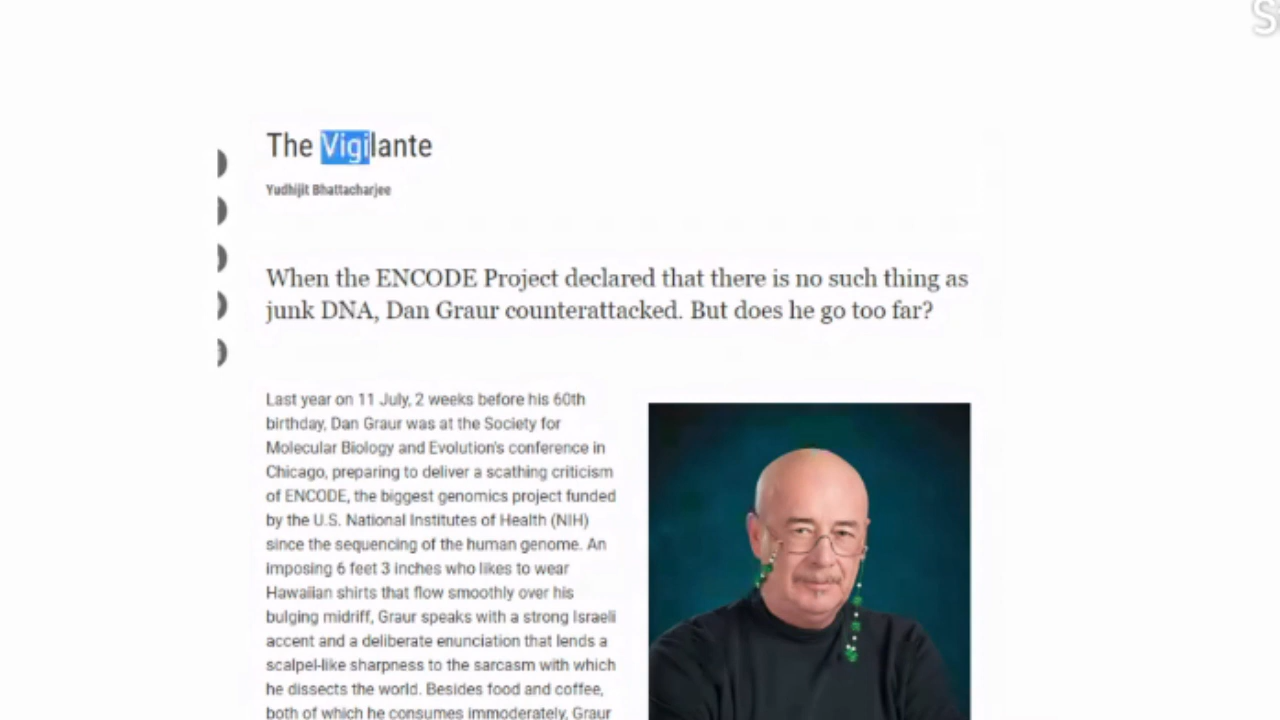 The Vigilante
Yudhijit Bhattacharjee
When the ENCODE Project declared that there is no such thing as
junk DNA, Dan Graur counterattacked. But does he go too far?
Last year on 11 July, 2 weeks before his 60th
birthday, Dan Graur was at the Society for
Molecular Biology and Evolution's conference in
Chicago, preparing to deliver a scathing criticism
of ENCODE, the biggest genomics project funded
by the U.S. National Institutes of Health (NIH)
since the sequencing of the human genome. An
imposing 6 feet 3 inches who likes to wear
Hawaiian shirts that flow smoothly over his
bulging midriff, Graur speaks with a strong Israeli
accent and a deliberate enunciation that lends a
scalpel-like sharpness to the sarcasm with which
he dissects the world. Besides food and coffee,
both of which he consumes immoderately, Graur